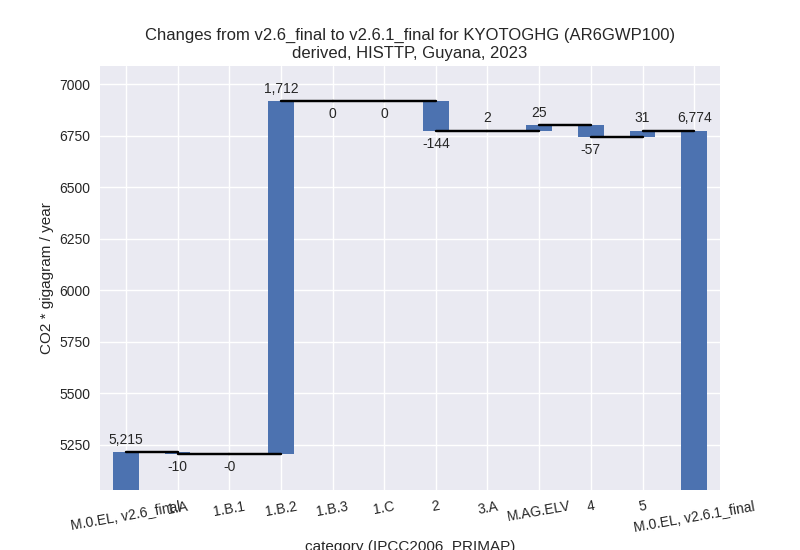 Changes from v2.6_final to v2.6.1_final for KYOTOGHG (AR6GWP100)
derived, HISTTP, Guyana, 2023
CO2 * gigagram / year
7000
6750
6500
6250
6000
5750
5500
5250
5,215
-10
-0
1,712
0
0
-144
2
25
-57
31
6,774
M.0.EL, v2.6_final
1.A
1.B.1
1.B.2
1.B.3
1.C
2
3.A
M.AG.ELV
4
5
M.0.EL, v2.6.1_final
category (IPCC2006_PRIMAP)